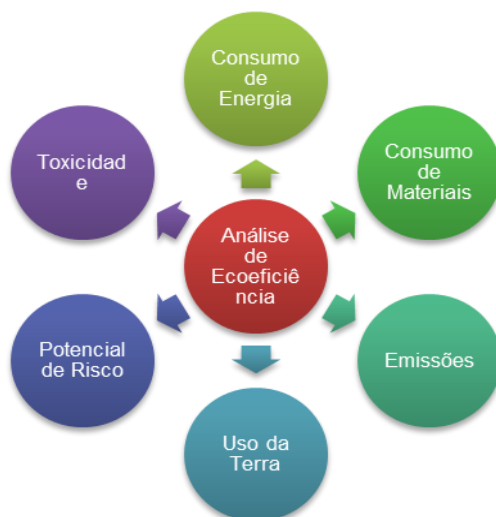 Consumo
de
Energia
Toxicidad
e
Consumo
de
Materiais
Análise
de
Ecoeficiê
ncia
Potencial
de Risco
Emissões
Uso da
Terra